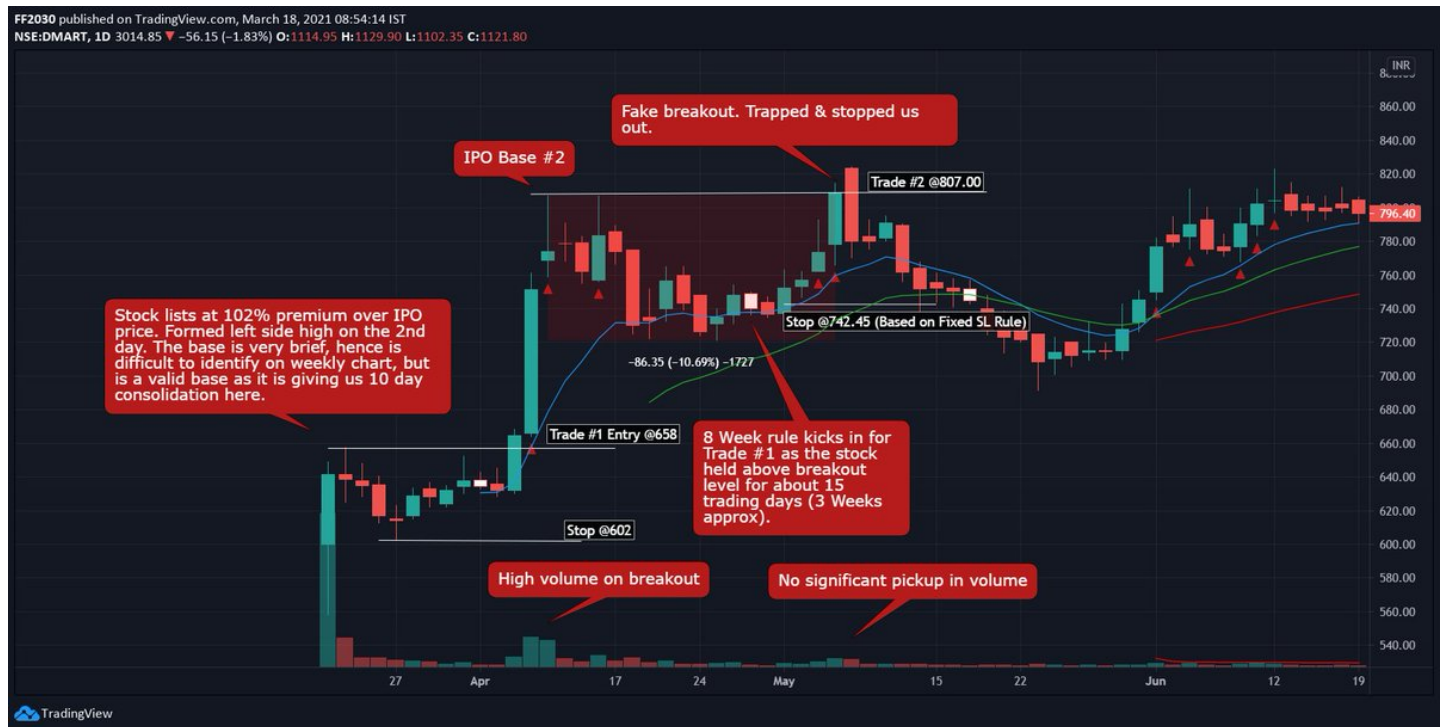 FF2030 published on TradingView.com, March 18, 2021 08:54:14 IST
NSE:DMART, 1D 3014.85 ▼ −56.15 (−1.83%) O:1114.95 H:1129.90 L:1102.35 C:1121.80
INR
860.00
840.00
820.00
796.40
780.00
760.00
740.00
720.00
700.00
680.00
660.00
640.00
620.00
600.00
580.00
560.00
540.00
Fake breakout. Trapped & stopped us
out.
IPO Base #2
Trade #2 @807.00
Stock lists at 102% premium over IPO
price. Formed left side high on the 2nd
day. The base is very brief, hence is
difficult to identify on weekly chart, but
is a valid base as it is giving us 10 day
consolidation here.
Stop @742.45 (Based on Fixed SL Rule)
−86.35 (−10.69%) −1727
Trade #1 Entry @658
8 Week rule kicks in for
Trade #1 as the stock
held above breakout
level for about 15
trading days (3 Weeks
approx).
Stop @602
High volume on breakout
No significant pickup in volume
27 Apr 17 24 May 15 22 Jun 12 19
TradingView